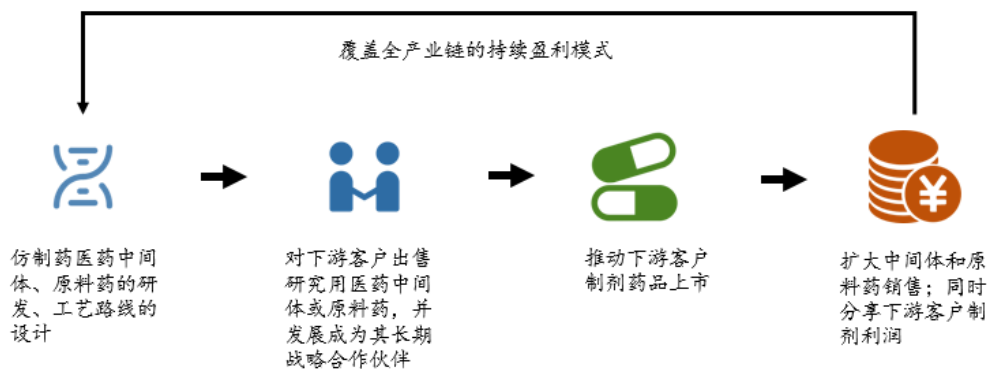 覆盖全产业链的持续盈利模式
¥
仿制药医药中间
体、原料药的研
发、工艺路线的
设计
对下游客户出售
研究用医药中间
体或原料药，并
发展成为其长期
战略合作伙伴
推动下游客户
制剂药品上市
扩大中间体和原
料药销售；同时
分享下游客户制
剂利润